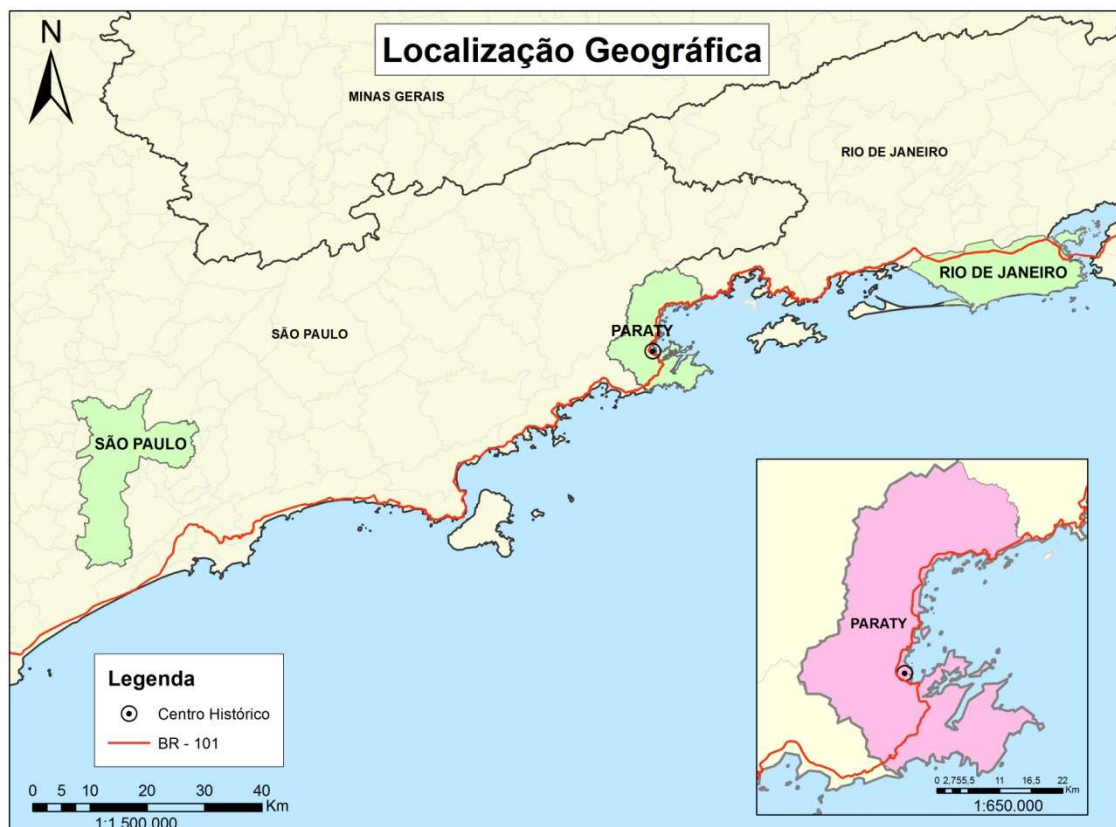 N
Localização Geográfica
MINAS GERAIS
RIO DE JANEIRO
RIO DE JANEIRO
PARATY
SÃO PAULO
SÃO PAULO
PARATY
Legenda
Centro Histórico
BR - 101
0 5 10 20 30 40
Km
1:1.500.000
0 2,755,5 11 16,5 22
Km
1:650.000